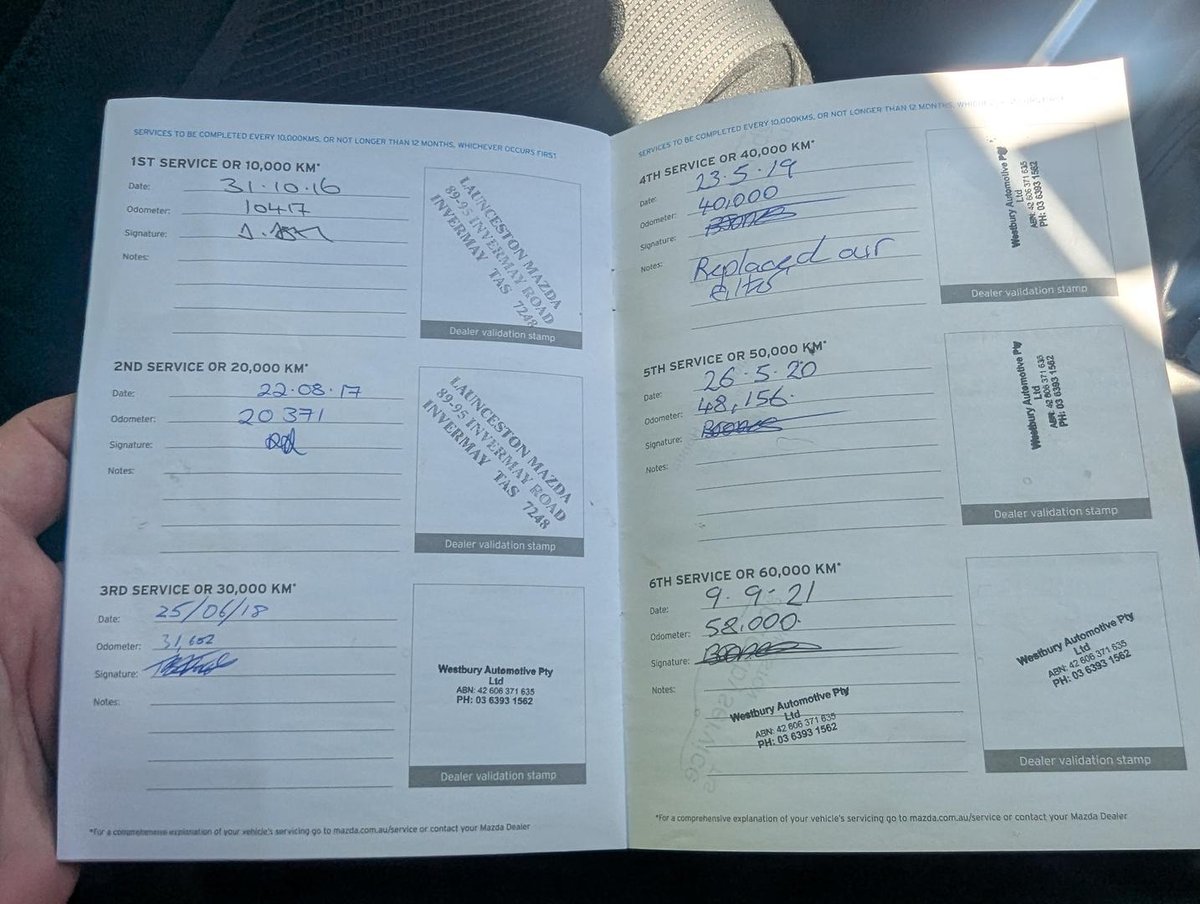 SERVICES TO BE COMPLETED EVERY 10,000KMS, OR NOT LONGER THAN 12 MONTHS, WHICHEVER OCCURS FIRST
1ST SERVICE OR 10,000 KM*
Date: 31·10·16
Odometer: 10417
Signature:
Notes:
LAUNCESTON MAZDA
89-95 INVERMAY ROAD
INVERMAY TAS 7248
Dealer validation stamp
2ND SERVICE OR 20,000 KM*
Date: 22·08·17
Odometer: 20371
Signature:
Notes:
LAUNCESTON MAZDA
89-95 INVERMAY ROAD
INVERMAY TAS 7248
Dealer validation stamp
3RD SERVICE OR 30,000 KM*
Date: 25/06/18
Odometer: 31,652
Signature:
Notes:
Westbury Automotive Pty
Ltd
ABN: 42 606 371 635
PH: 03 6393 1562
Dealer validation stamp
*For a comprehensive explanation of your vehicle's servicing go to mazda.com.au/service or contact your Mazda Dealer
SERVICES TO BE COMPLETED EVERY 10,000KMS, OR NOT LONGER THAN 12 MONTHS,
4TH SERVICE OR 40,000 KM*
Date: 23·5·19
Odometer: 40,000
Signature:
Notes: Replaced air
Dealer validation stamp
Westbury Automotive Pty
Ltd
ABN: 42 606 371 635
PH: 03 6393 1562
5TH SERVICE OR 50,000 KM*
Date: 26·5·20
Odometer: 48,156·
Signature:
Notes:
Westbury Automotive Pty
Ltd
ABN: 42 606 371 635
PH: 03 6393 1562
Dealer validation stamp
6TH SERVICE OR 60,000 KM*
Date: 9·9·21
Odometer: 58,000·
Signature:
Notes:
Westbury Automotive Pty
Ltd
ABN: 42 606 371 635
PH: 03 6393 1562
Westbury Automotive Pty
Ltd
ABN: 42 606 371 635
PH: 03 6393 1562
Dealer validation stamp
*For a comprehensive explanation of your vehicle's servicing go to mazda.com.au/service or contact your Mazda Dealer